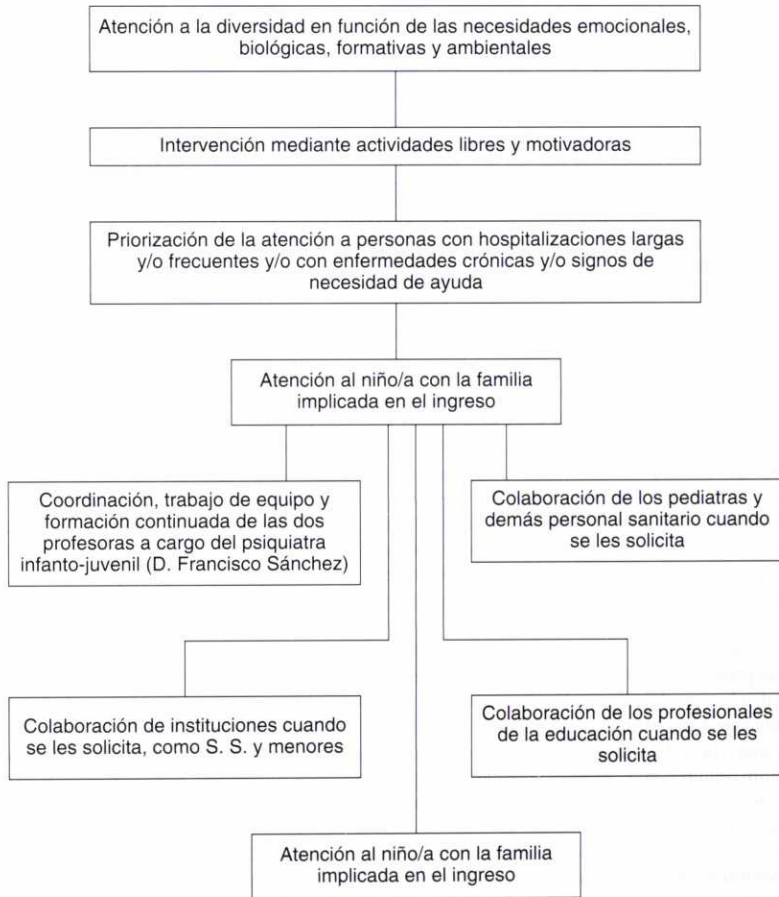 Atención a la diversidad en función de las necesidades emocionales,
biológicas, formativas y ambientales
Intervención mediante actividades libres y motivadoras
Priorización de la atención a personas con hospitalizaciones largas
y/o frecuentes y/o con enfermedades crónicas y/o signos de
necesidad de ayuda
Atención al niño/a con la familia
implicada en el ingreso
Coordinación, trabajo de equipo y
formación continuada de las dos
profesoras a cargo del psiquiatra
infanto-juvenil (D. Francisco Sánchez)
Colaboración de los pediatras y
demás personal sanitario cuando
se les solicita
Colaboración de instituciones cuando
se les solicita, como S. S. y menores
Colaboración de los profesionales
de la educación cuando se les
solicita
Atención al niño/a con la familia
implicada en el ingreso